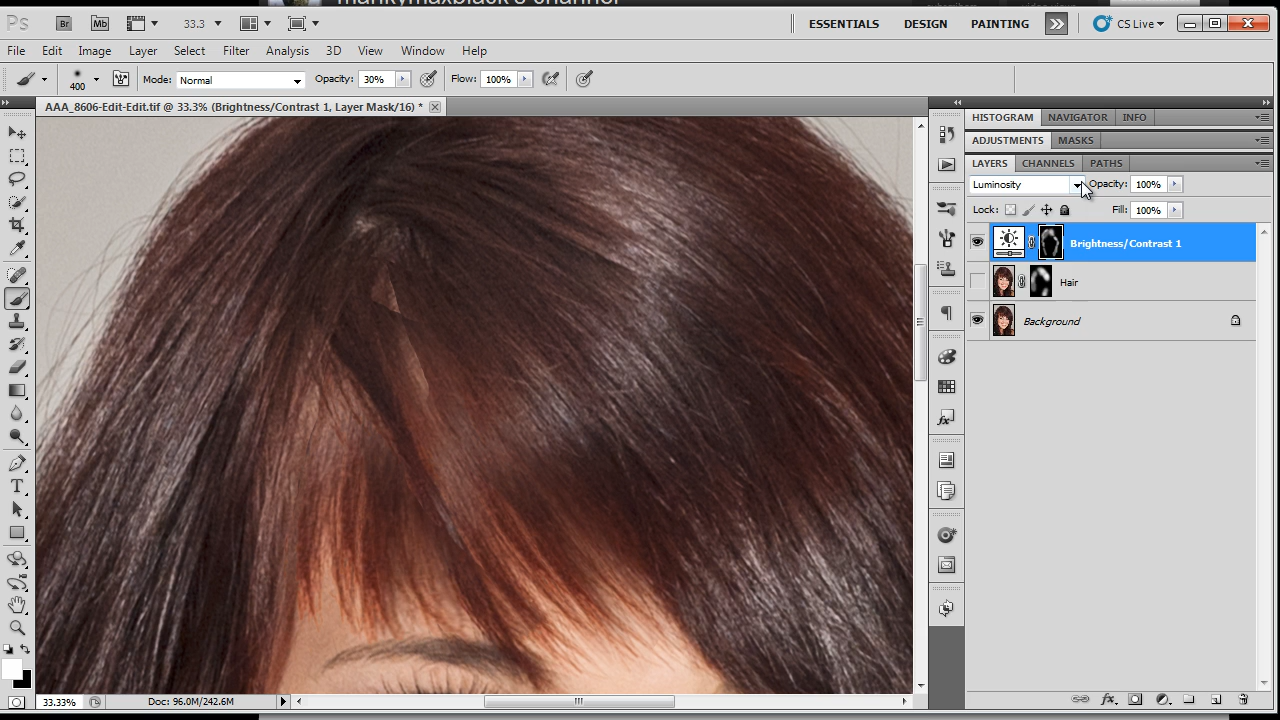 mankymaxblack's channel
Ps Br Mb 33.3 ESSENTIALS DESIGN PAINTING CS Live
File Edit Image Layer Select Filter Analysis 3D View Window Help
400 Mode: Normal Opacity: 30% Flow: 100%
AAA_8606-Edit-Edit.tif @ 33.3% (Brightness/Contrast 1, Layer Mask/16) *
HISTOGRAM NAVIGATOR INFO
ADJUSTMENTS MASKS
LAYERS CHANNELS PATHS
Luminosity Opacity: 100%
Lock: Fill: 100%
Brightness/Contrast 1
Hair
Background
33.33% Doc: 96.0M/242.6M